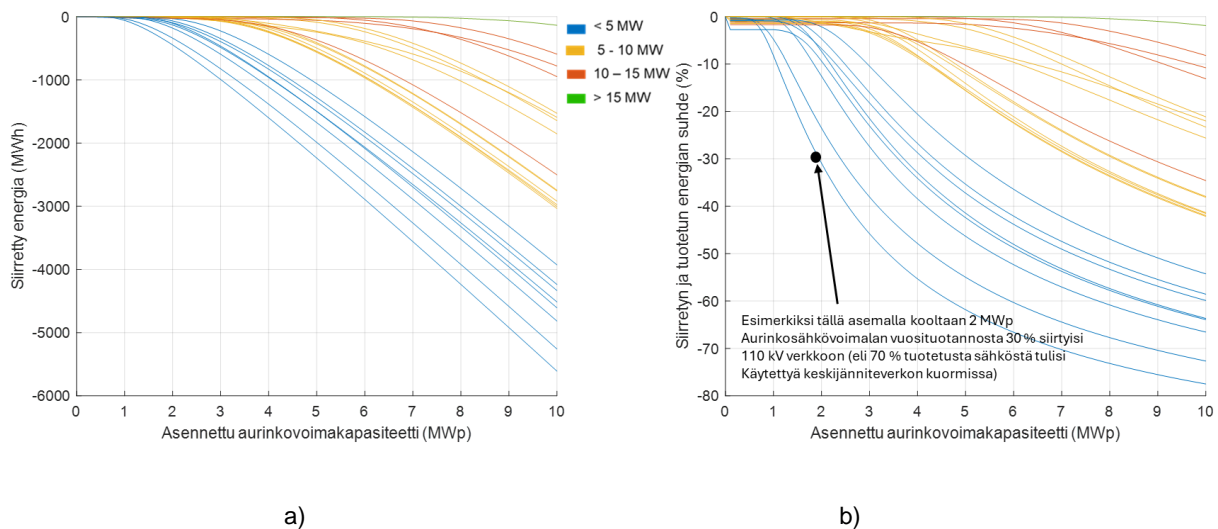 0
-1000
-2000
-3000
-4000
-5000
-6000
Siirretty energia (MWh)
0 1 2 3 4 5 6 7 8 9 10
Asennettu aurinkovoimakapasiteetti (MWp)
< 5 MW
5 - 10 MW
10 – 15 MW
> 15 MW
0
-10
-20
-30
-40
-50
-60
-70
-80
Siirretyn ja tuotetun energian suhde (%)
Esimerkiksi tällä asemalla kooltaan 2 MWp
Aurinkosähkövoimalan vuosituotannosta 30 % siirtyisi
110 kV verkkoon (eli 70 % tuotetusta sähköstä tulisi
Käytettyä keskijänniteverkon kuormissa)
0 1 2 3 4 5 6 7 8 9 10
Asennettu aurinkovoimakapasiteetti (MWp)
a)
b)